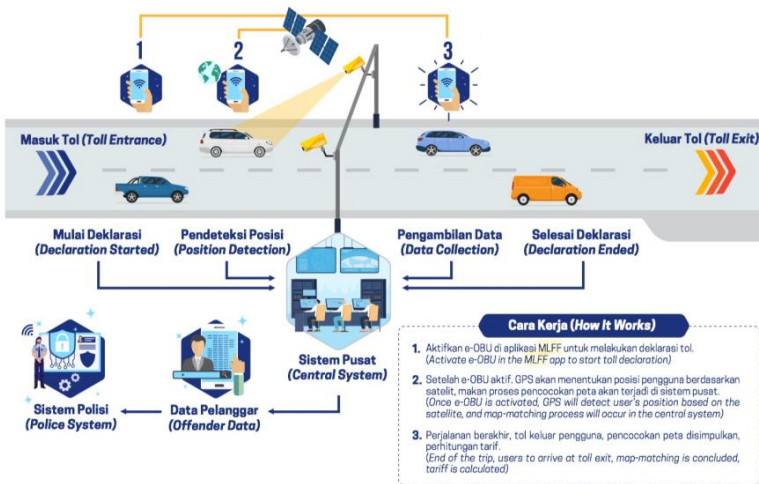 1
2
3
Masuk Tol (Toll Entrance)
Keluar Tol (Toll Exit)
Mulai Deklarasi
(Declaration Started)
Pendeteksi Posisi
(Position Detection)
Pengambilan Data
(Data Collection)
Selesai Deklarasi
(Declaration Ended)
Sistem Pusat
(Central System)
Data Pelanggar
(Offender Data)
Sistem Polisi
(Police System)
Cara Kerja (How It Works)
1. Aktifkan e-OBU di aplikasi MLFF untuk melakukan deklarasi tol.
(Activate e-OBU in the MLFF app to start toll declaration)
2. Setelah e-OBU aktif. GPS akan menentukan posisi pengguna berdasarkan
satelit, makan proses pencocokan peta akan terjadi di sistem pusat.
(Once e-OBU is activated, GPS will detect user's position based on the
satellite, and map-matching process will occur in the central system)
3. Perjalanan berakhir, tol keluar pengguna, pencocokan peta disimpulkan,
perhitungan tarif.
(End of the trip, users to arrive at toll exit, map-matching is concluded,
tariff is calculated)